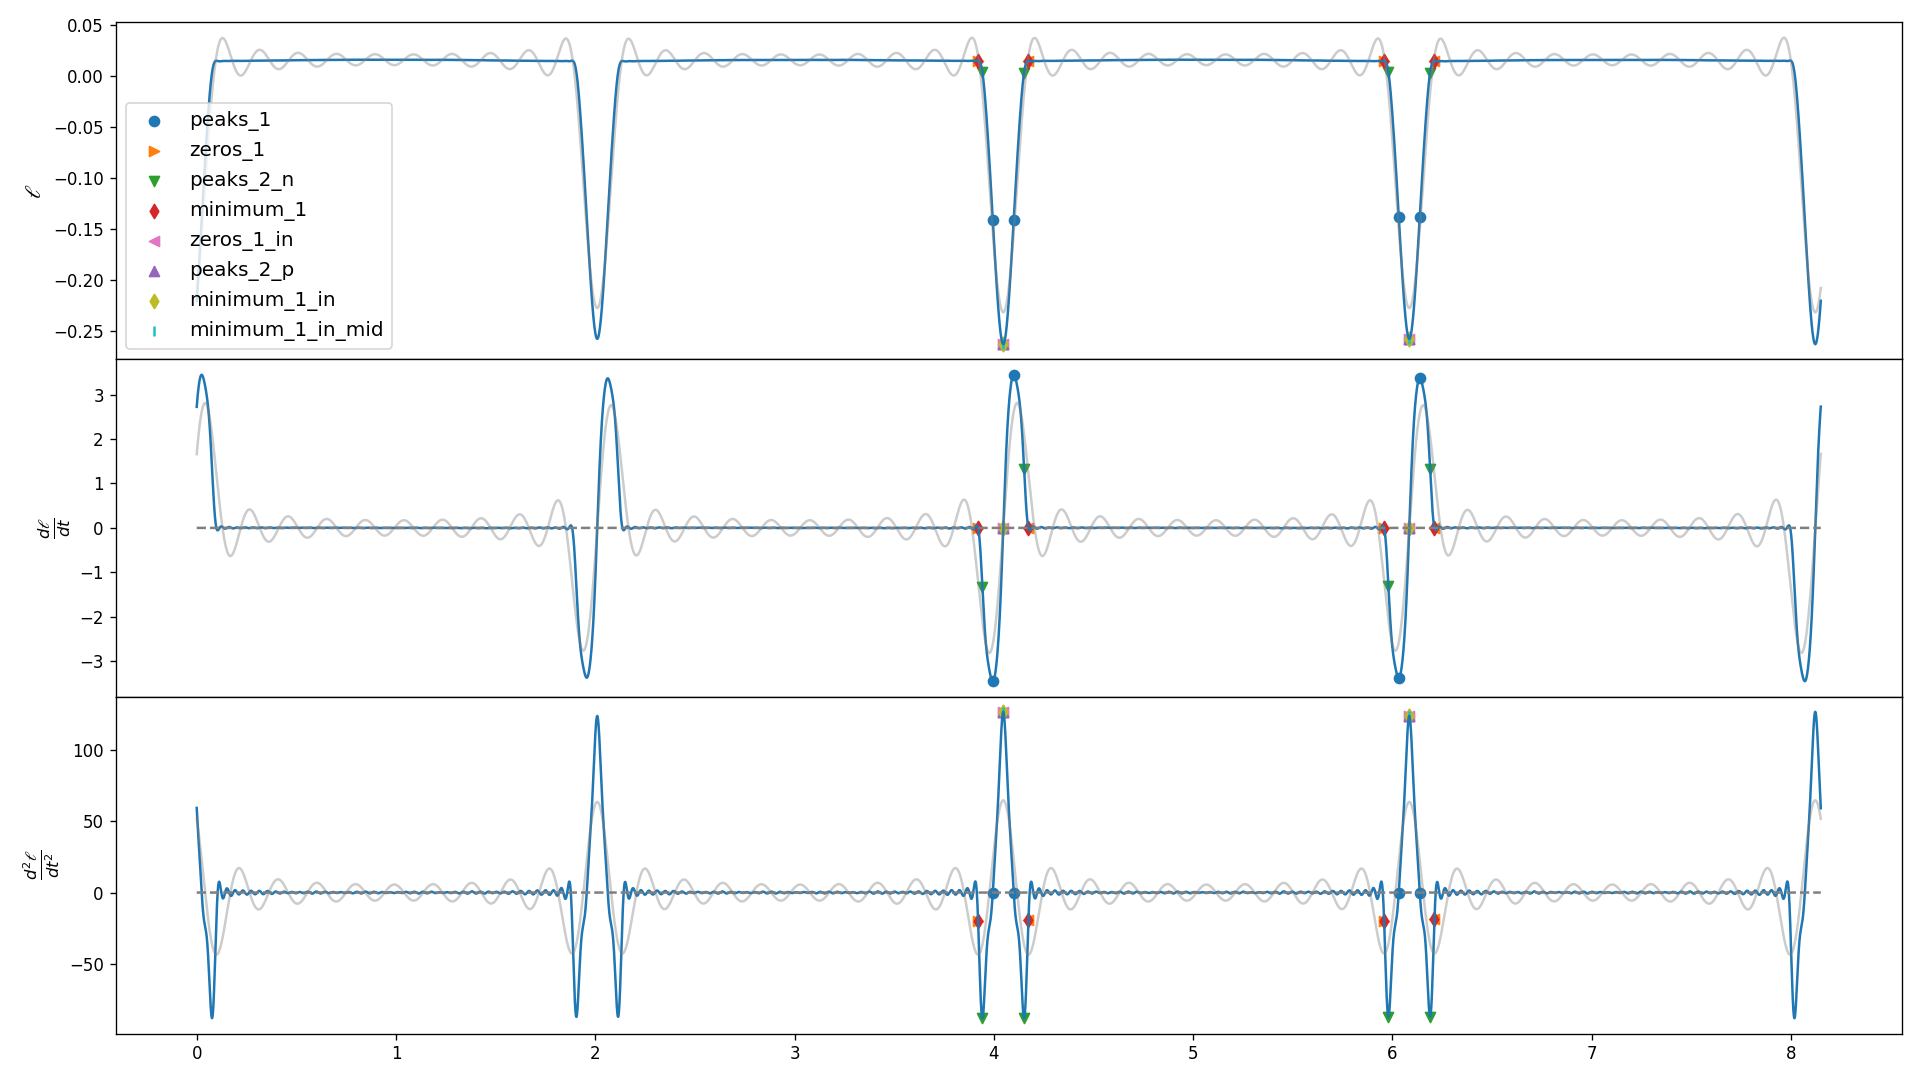 0.05
0.00
−0.05
−0.10
−0.15
−0.20
−0.25
ℓ
peaks_1
zeros_1
peaks_2_n
minimum_1
zeros_1_in
peaks_2_p
minimum_1_in
minimum_1_in_mid
3
2
1
0
−1
−2
−3
dℓ
dt
100
50
0
−50
d²ℓ
dt²
0 1 2 3 4 5 6 7 8